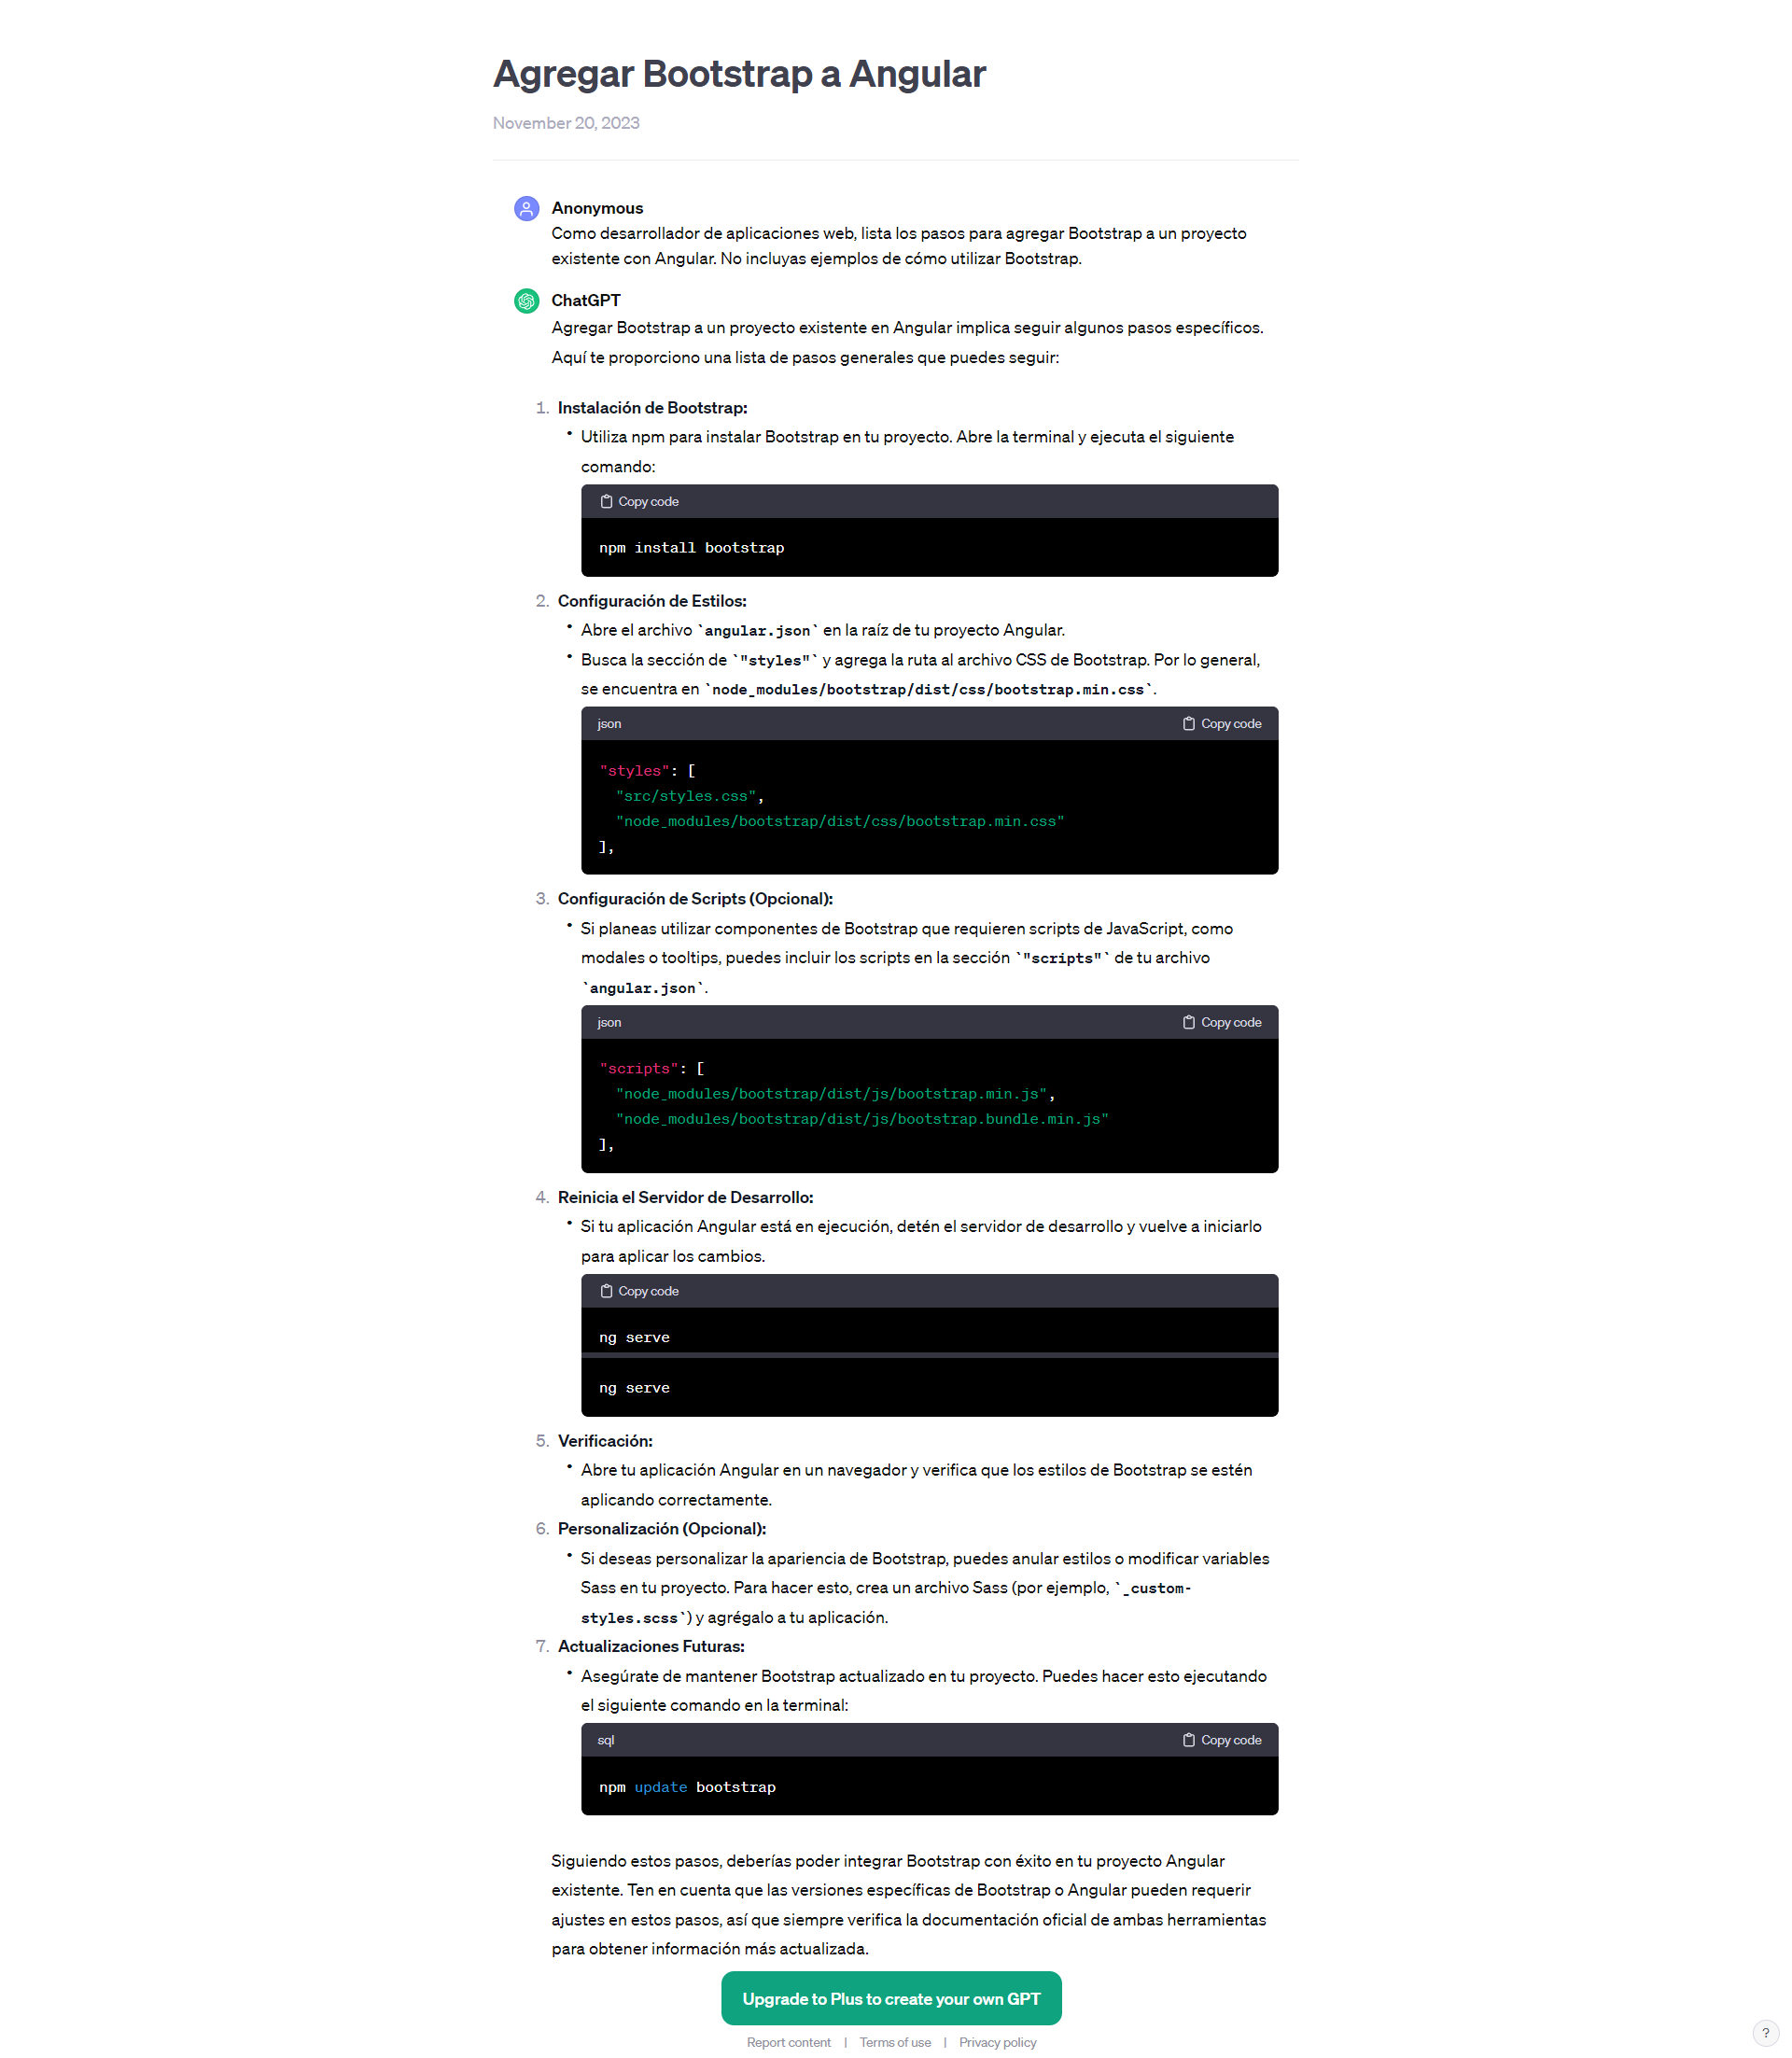 Agregar Bootstrap a Angular
November 20, 2023
Anonymous
Como desarrollador de aplicaciones web, lista los pasos para agregar Bootstrap a un proyecto
existente con Angular. No incluyas ejemplos de cómo utilizar Bootstrap.
ChatGPT
Agregar Bootstrap a un proyecto existente en Angular implica seguir algunos pasos específicos.
Aquí te proporciono una lista de pasos generales que puedes seguir:
1. Instalación de Bootstrap:
• Utiliza npm para instalar Bootstrap en tu proyecto. Abre la terminal y ejecuta el siguiente
comando:
Copy code
npm install bootstrap
2. Configuración de Estilos:
• Abre el archivo `angular.json` en la raíz de tu proyecto Angular.
• Busca la sección de `"styles"` y agrega la ruta al archivo CSS de Bootstrap. Por lo general,
se encuentra en `node_modules/bootstrap/dist/css/bootstrap.min.css`.
json Copy code
"styles": [
"src/styles.css",
"node_modules/bootstrap/dist/css/bootstrap.min.css"
],
3. Configuración de Scripts (Opcional):
• Si planeas utilizar componentes de Bootstrap que requieren scripts de JavaScript, como
modales o tooltips, puedes incluir los scripts en la sección `"scripts"` de tu archivo
`angular.json`.
json Copy code
"scripts": [
"node_modules/bootstrap/dist/js/bootstrap.min.js",
"node_modules/bootstrap/dist/js/bootstrap.bundle.min.js"
],
4. Reinicia el Servidor de Desarrollo:
• Si tu aplicación Angular está en ejecución, detén el servidor de desarrollo y vuelve a iniciarlo
para aplicar los cambios.
Copy code
ng serve
ng serve
5. Verificación:
• Abre tu aplicación Angular en un navegador y verifica que los estilos de Bootstrap se estén
aplicando correctamente.
6. Personalización (Opcional):
• Si deseas personalizar la apariencia de Bootstrap, puedes anular estilos o modificar variables
Sass en tu proyecto. Para hacer esto, crea un archivo Sass (por ejemplo, `_custom-
styles.scss`) y agrégalo a tu aplicación.
7. Actualizaciones Futuras:
• Asegúrate de mantener Bootstrap actualizado en tu proyecto. Puedes hacer esto ejecutando
el siguiente comando en la terminal:
sql Copy code
npm update bootstrap
Siguiendo estos pasos, deberías poder integrar Bootstrap con éxito en tu proyecto Angular
existente. Ten en cuenta que las versiones específicas de Bootstrap o Angular pueden requerir
ajustes en estos pasos, así que siempre verifica la documentación oficial de ambas herramientas
para obtener información más actualizada.
Upgrade to Plus to create your own GPT
Report content | Terms of use | Privacy policy
?